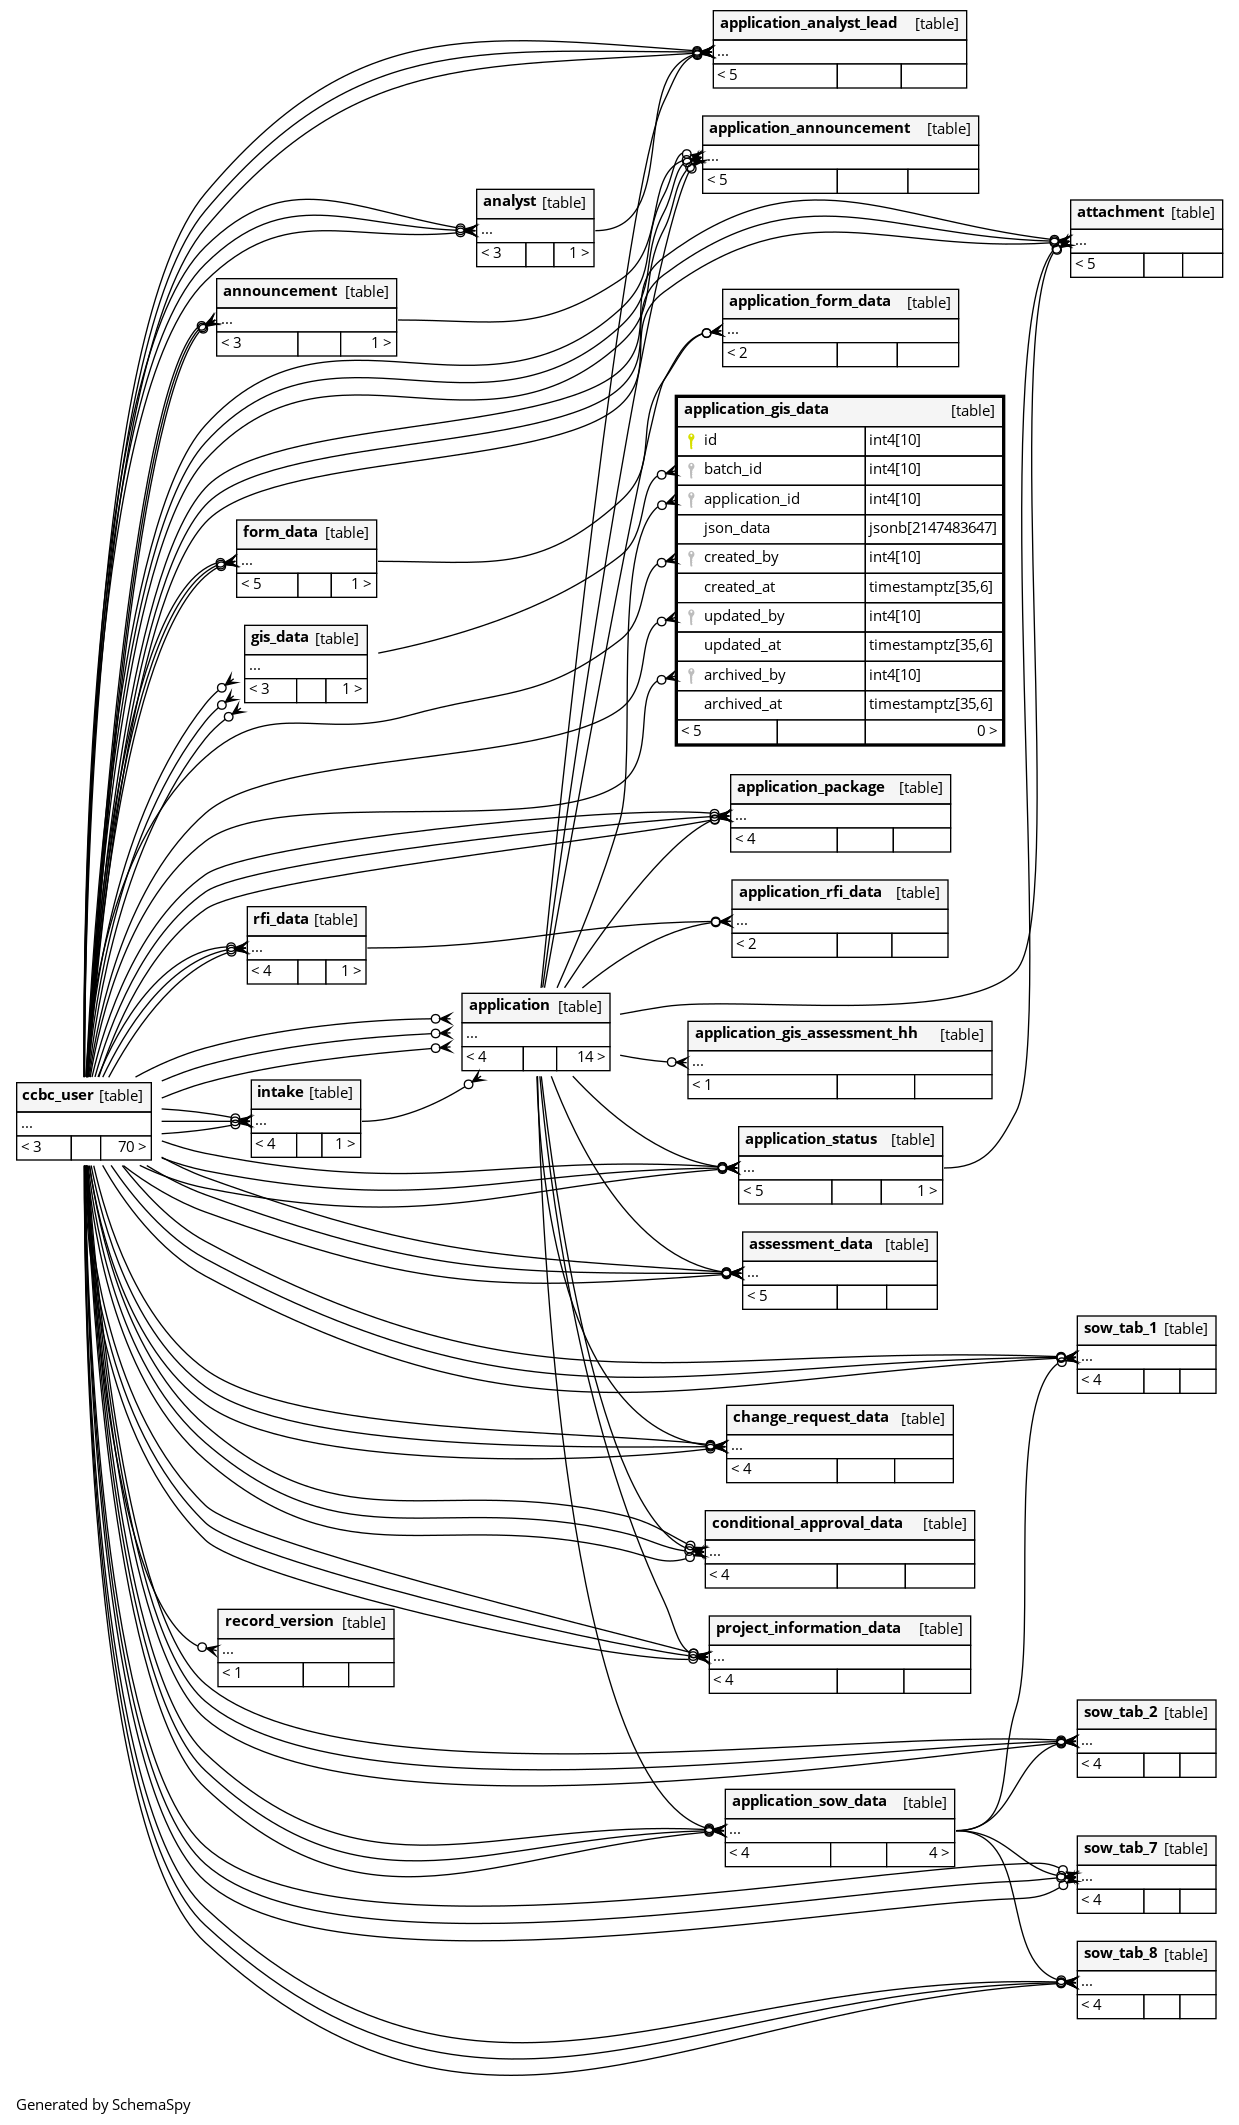 application_analyst_lead [table]
...
< 5
application_announcement [table]
...
< 5
analyst [table]
...
< 3 1 >
attachment [table]
...
< 5
announcement [table]
...
< 3 1 >
application_form_data [table]
...
< 2
application_gis_data [table]
id int4[10]
batch_id int4[10]
application_id int4[10]
json_data jsonb[2147483647]
created_by int4[10]
created_at timestamptz[35,6]
updated_by int4[10]
updated_at timestamptz[35,6]
archived_by int4[10]
archived_at timestamptz[35,6]
< 5 0 >
form_data [table]
...
< 5 1 >
gis_data [table]
...
< 3 1 >
application_package [table]
...
< 4
application_rfi_data [table]
...
< 2
rfi_data [table]
...
< 4 1 >
application [table]
...
< 4 14 >
application_gis_assessment_hh [table]
...
< 1
ccbc_user [table]
...
< 3 70 >
intake [table]
...
< 4 1 >
application_status [table]
...
< 5 1 >
assessment_data [table]
...
< 5
sow_tab_1 [table]
...
< 4
change_request_data [table]
...
< 4
conditional_approval_data [table]
...
< 4
record_version [table]
...
< 1
project_information_data [table]
...
< 4
sow_tab_2 [table]
...
< 4
application_sow_data [table]
...
< 4 4 >
sow_tab_7 [table]
...
< 4
sow_tab_8 [table]
...
< 4
Generated by SchemaSpy